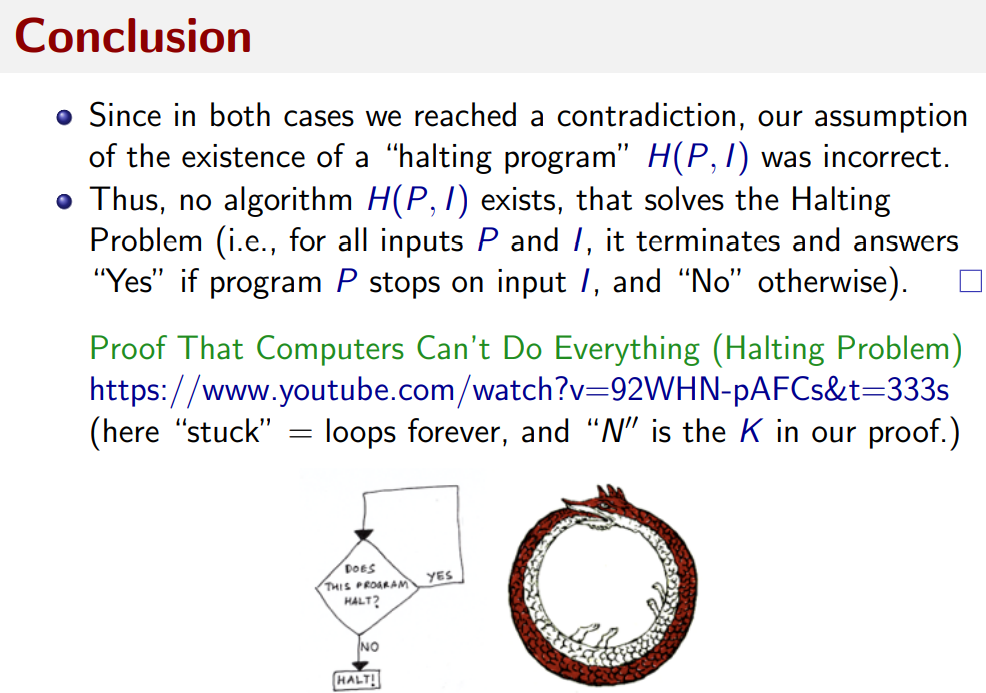 Conclusion
Since in both cases we reached a contradiction, our assumption
of the existence of a “halting program” H(P, I) was incorrect.
Thus, no algorithm H(P, I) exists, that solves the Halting
Problem (i.e., for all inputs P and I, it terminates and answers
“Yes” if program P stops on input I, and “No” otherwise). □
Proof That Computers Can’t Do Everything (Halting Problem)
https://www.youtube.com/watch?v=92WHN-pAFCs&t=333s
(here “stuck” = loops forever, and “N″ is the K in our proof.)
DOES
THIS PROGRAM
HALT?
YES
NO
HALT!